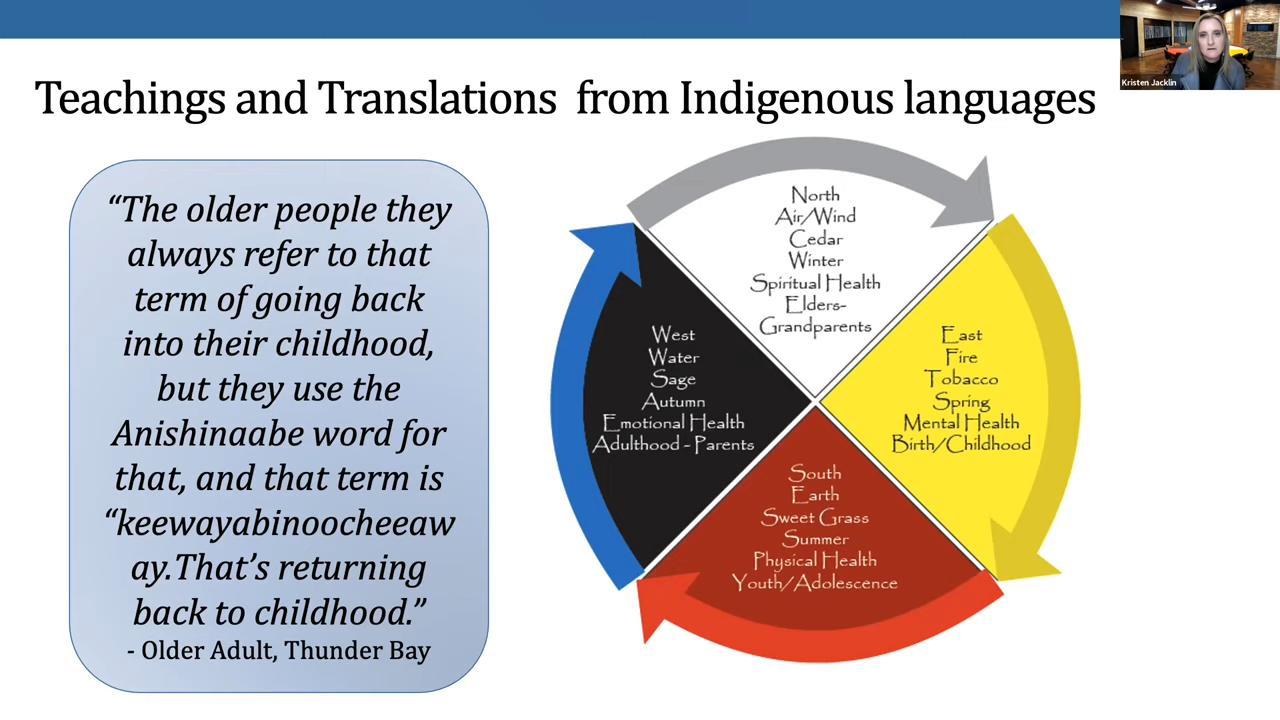 Teachings and Translations from Indigenous languages
Kristen Jacklin
“The older people they
always refer to that
term of going back
into their childhood,
but they use the
Anishinaabe word for
that, and that term is
“keewayabinoocheeaw
ay.That’s returning
back to childhood.”
- Older Adult, Thunder Bay
North
Air/Wind
Cedar
Winter
Spiritual Health
Elders-
Grandparents
East
Fire
Tobacco
Spring
Mental Health
Birth/Childhood
South
Earth
Sweet Grass
Summer
Physical Health
Youth/Adolescence
West
Water
Sage
Autumn
Emotional Health
Adulthood - Parents